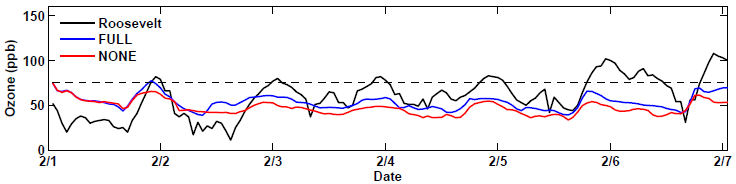 150
100
50
0
Ozone (ppb)
Roosevelt
FULL
NONE
2/1 2/2 2/3 2/4 2/5 2/6 2/7
Date